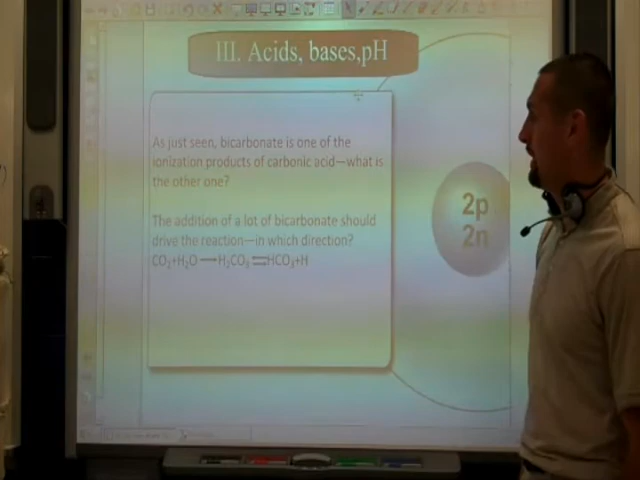 III. Acids, bases,pH
As just seen, bicarbonate is one of the
ionization products of carbonic acid—what is
the other one?
The addition of a lot of bicarbonate should
drive the reaction—in which direction?
CO₂+H₂O ⟶H₂CO₃⇌HCO₃+H
2p
2n